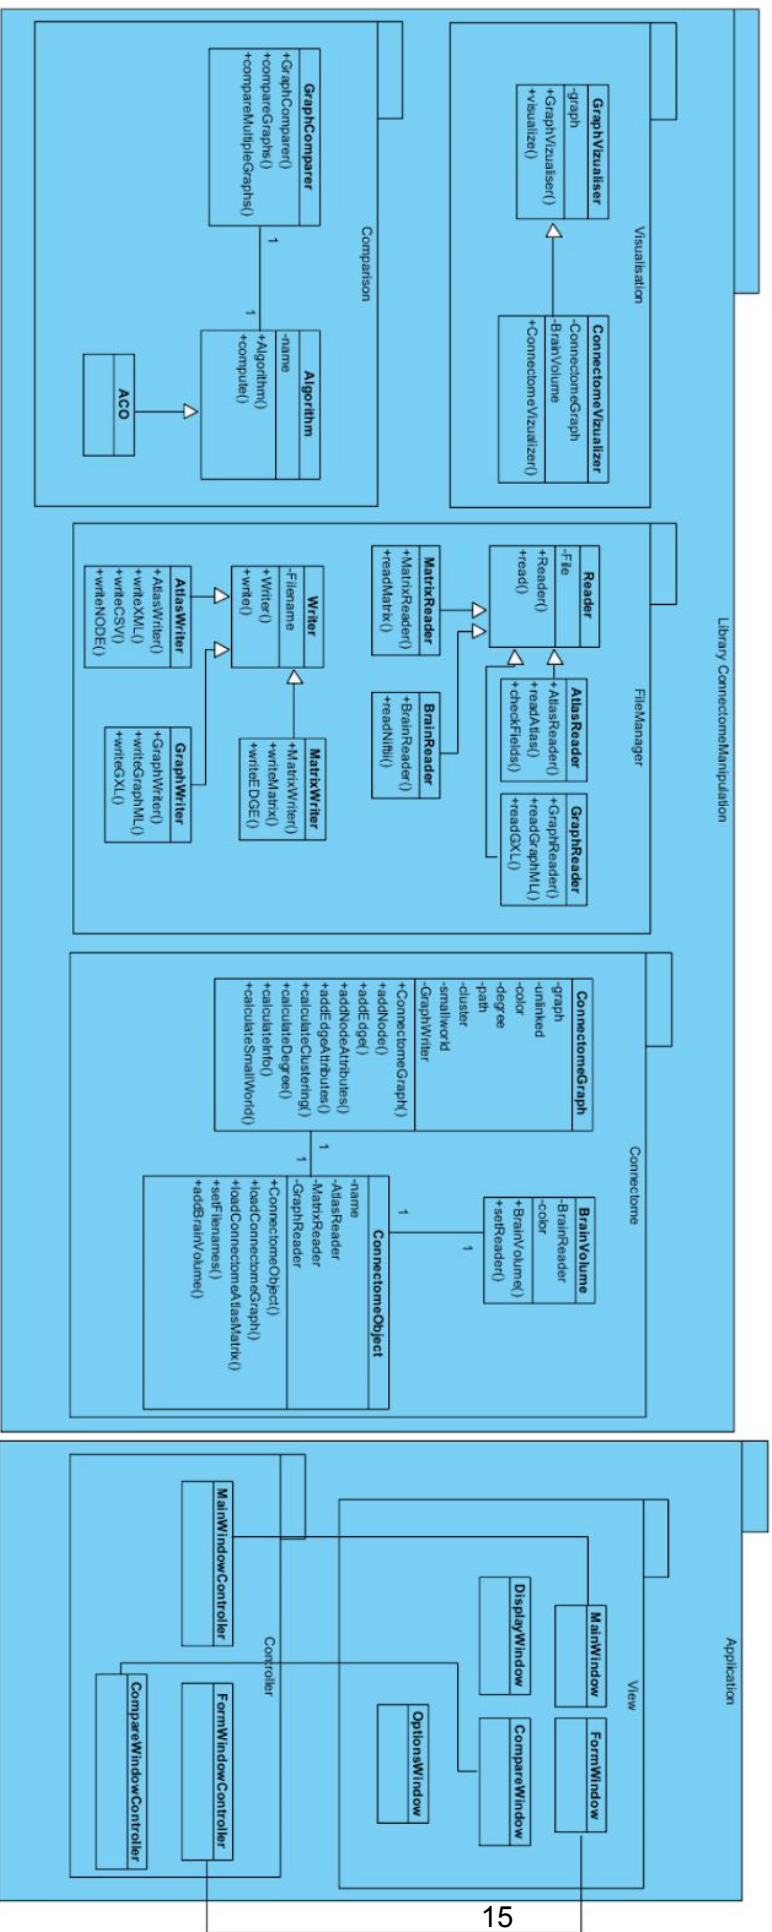 Library ConnectomeManipulation
Visualisation
GraphVizualiser
-graph
+GraphVizualiser()
+visualize()
ConnectomeVizualizer
-ConnectomeGraph
-BrainVolume
+ConnectomeVizualizer()
Comparison
GraphComparer
+GraphComparer()
+compareGraphs()
+compareMultipleGraphs()
1
1
Algorithm
-name
+Algorithm()
+compute()
ACO
FileManager
Reader
-File
+Reader()
+read()
AtlasReader
+AtlasReader()
+readAtlas()
+checkFields()
GraphReader
+GraphReader()
+readGraphML()
+readGXL()
MatrixReader
+MatrixReader()
+readMatrix()
BrainReader
+BrainReader()
+readNiftii()
Writer
-Filename
+Writer()
+write()
MatrixWriter
+MatrixWriter()
+writeMatrix()
+writeEDGE()
AtlasWriter
+AtlasWriter()
+writeXML()
+writeCSV()
+writeNODE()
GraphWriter
+GraphWriter()
+writeGraphML()
+writeGXL()
Connectome
ConnectomeGraph
-graph
-unlinked
-color
-degree
-path
-cluster
-smallworld
-GraphWriter
+ConnectomeGraph()
+addNode()
+addEdge()
+addNodeAttributes()
+addEdgeAttributes()
+calculateClustering()
+calculateDegree()
+calculateInfo()
+calculateSmallWorld()
1
1
BrainVolume
-BrainReader
-color
+BrainVolume()
+setReader()
1
1
ConnectomeObject
-name
-AtlasReader
-MatrixReader
-GraphReader
+ConnectomeObject()
+loadConnectomeGraph()
+loadConnectomeAtlasMatrix()
+setFilenames()
+addBrainVolume()
Application
View
MainWindow
FormWindow
DisplayWindow
CompareWindow
OptionsWindow
Controller
MainWindowController
FormWindowController
CompareWindowController
15